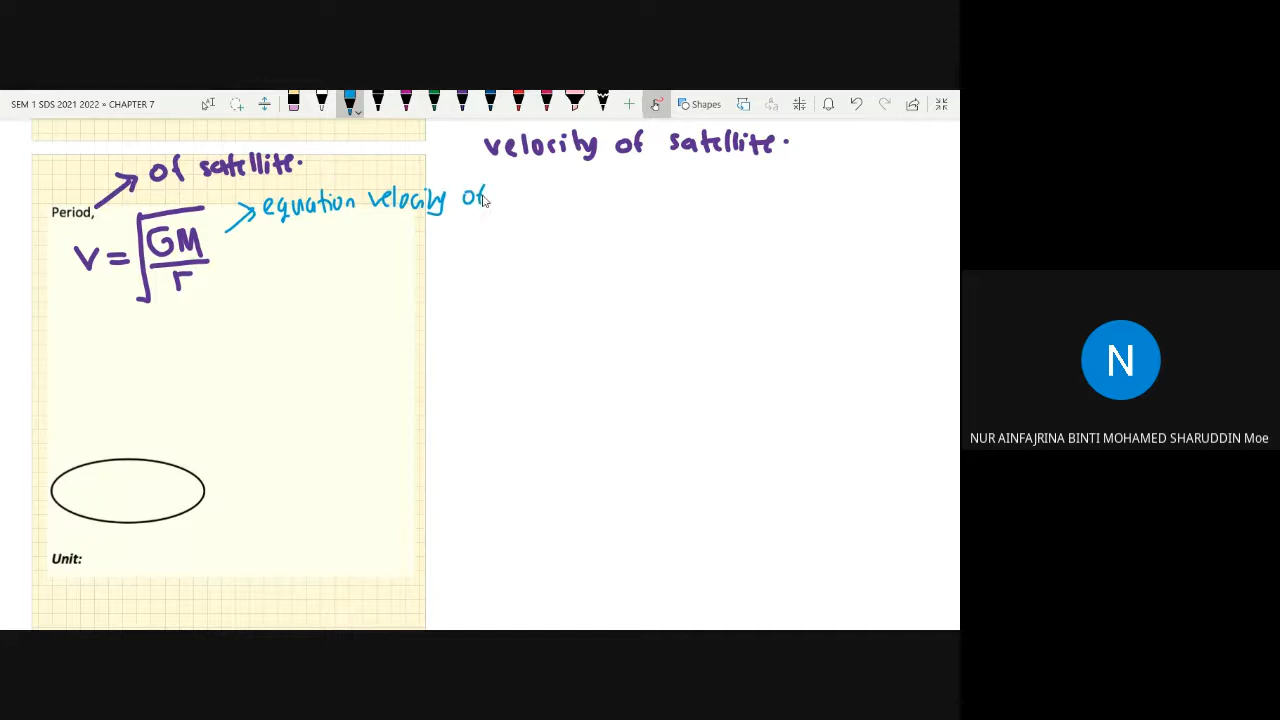 SEM 1 SDS 2021 2022 » CHAPTER 7
Shapes
velocity of satellite.
of satellite.
Period,
equation velocity of
V = √GM/r
Unit:
N
NUR AINFAJRINA BINTI MOHAMED SHARUDDIN Moe